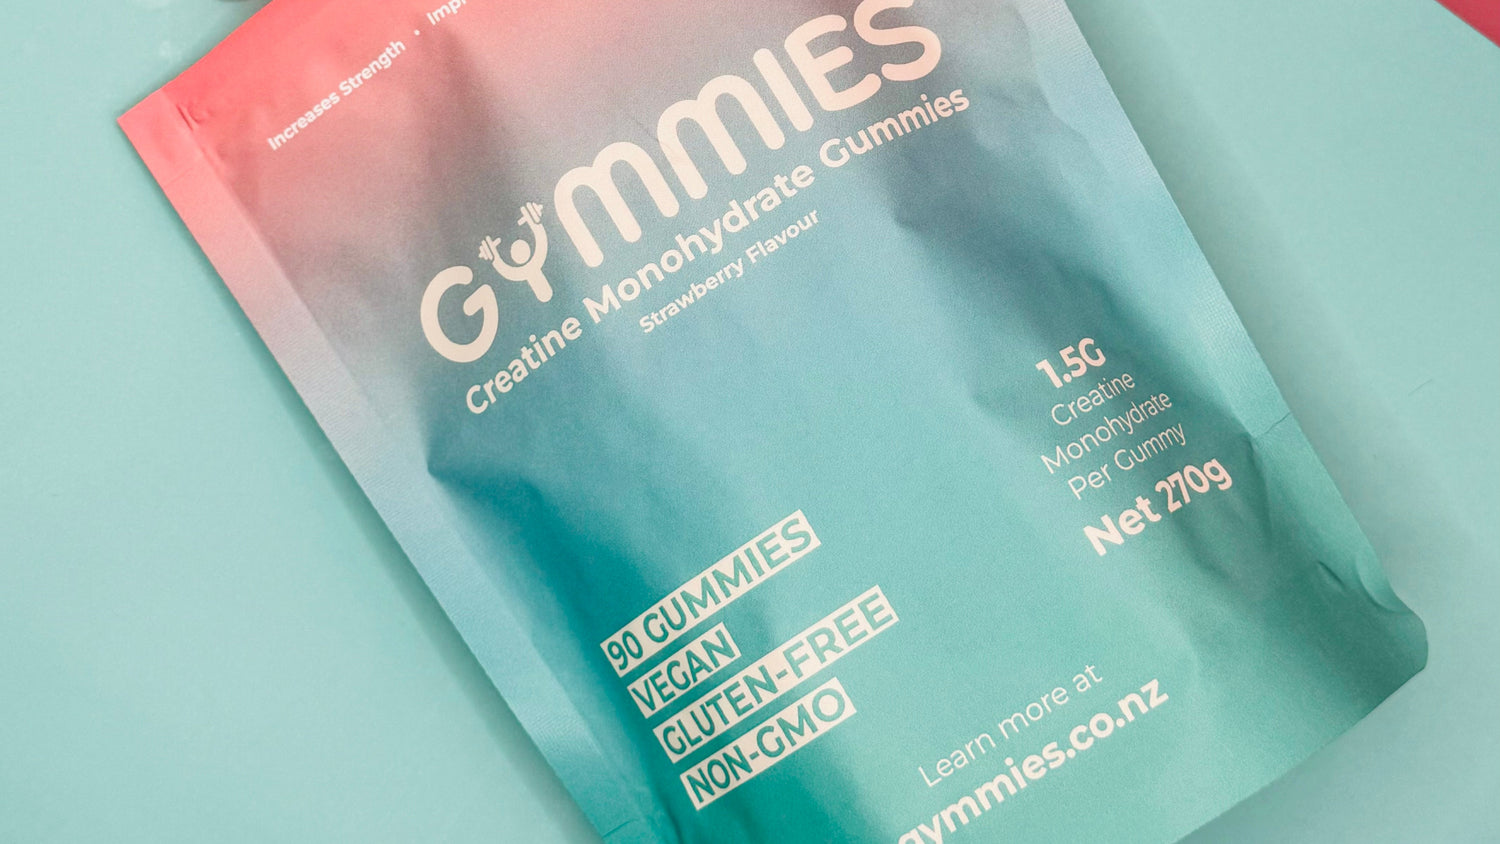 Increases Strength •
GYMMIES
Creatine Monohydrate Gummies
Strawberry Flavour
1.5G
Creatine
Monohydrate
Per Gummy
Net 270g
90 GUMMIES
VEGAN
GLUTEN-FREE
NON-GMO
Learn more at
gymmies.co.nz